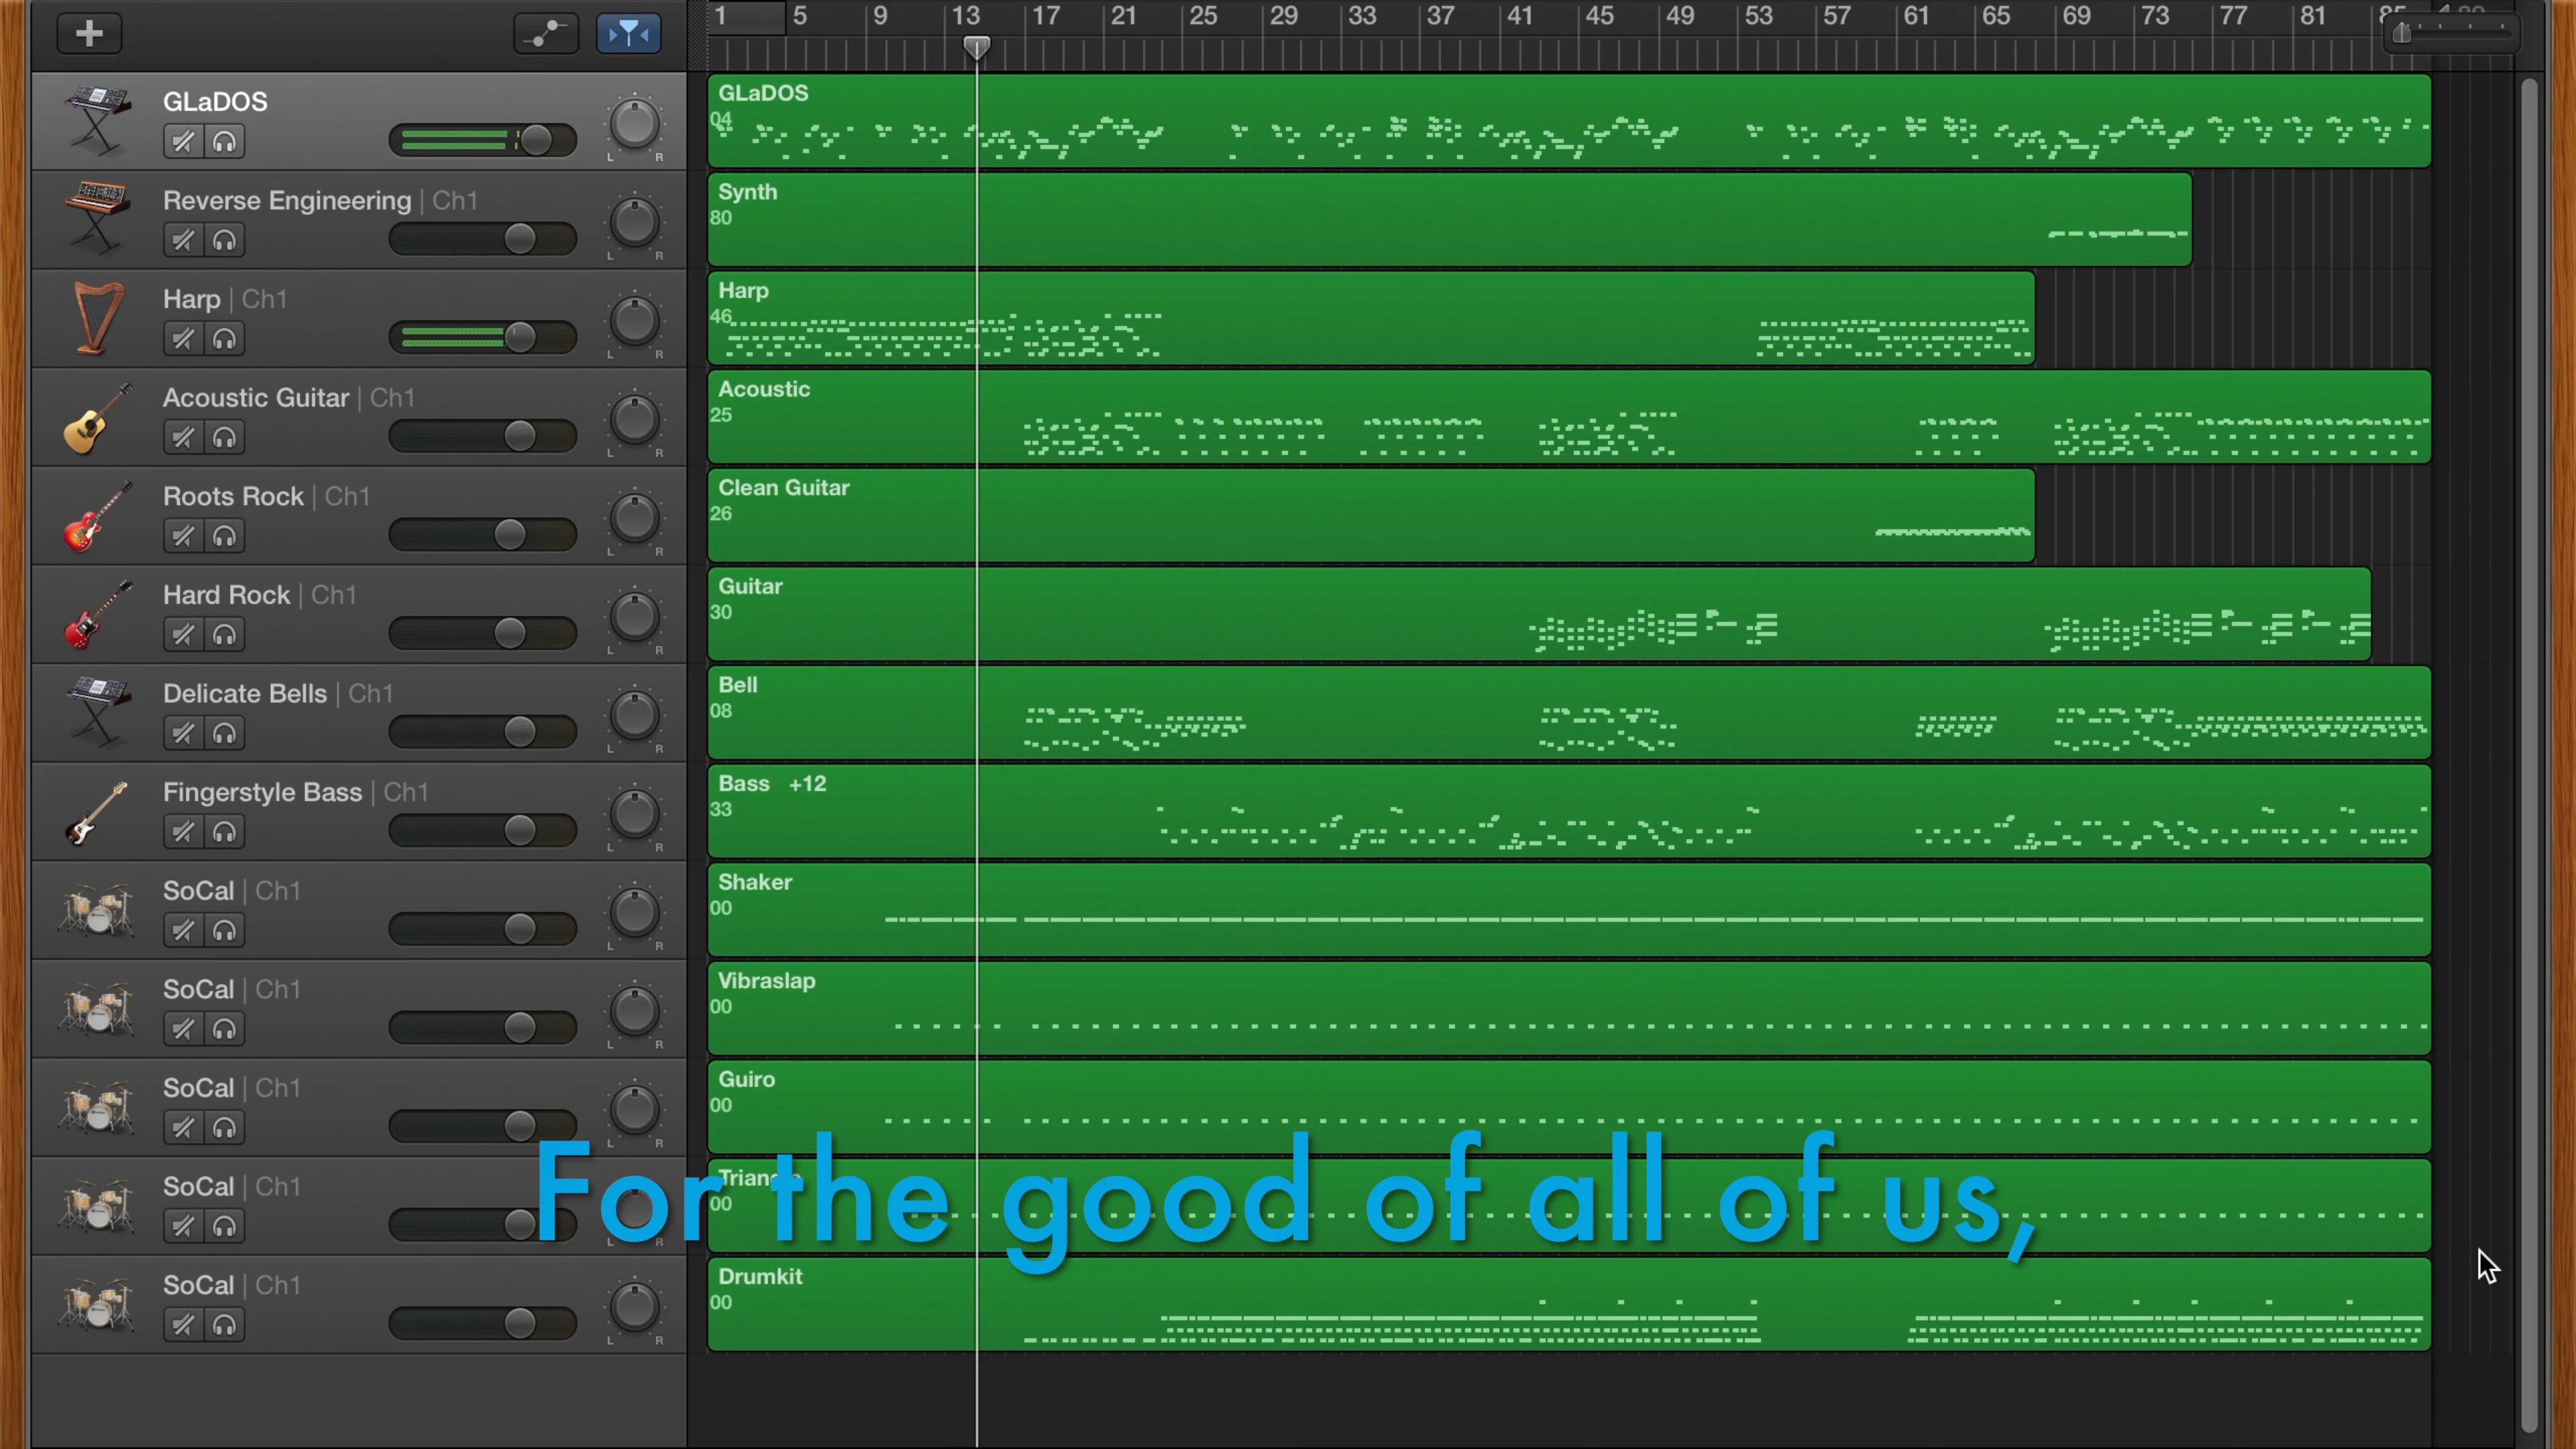 1 5 9 13 17 21 25 29 33 37 41 45 49 53 57 61 65 69 73 77 81
GLaDOS
L R
GLaDOS
04
Reverse Engineering | Ch1
L R
Synth
80
Harp | Ch1
L R
Harp
46
Acoustic Guitar | Ch1
L R
Acoustic
25
Roots Rock | Ch1
L R
Clean Guitar
26
Hard Rock | Ch1
L R
Guitar
30
Delicate Bells | Ch1
L R
Bell
08
Fingerstyle Bass | Ch1
L R
Bass +12
33
SoCal | Ch1
L R
Shaker
00
SoCal | Ch1
L R
Vibraslap
00
SoCal | Ch1
L R
Guiro
00
SoCal | Ch1
L R
00
For the good of all of us,
SoCal | Ch1
L R
Drumkit
00